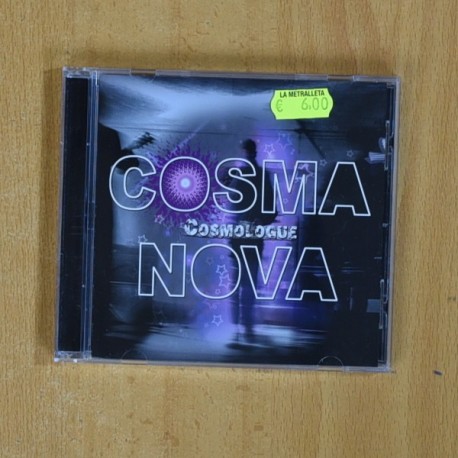 LA METRALLETA
€ 6,00
COSMA
COSMOLOGUE
NOVA